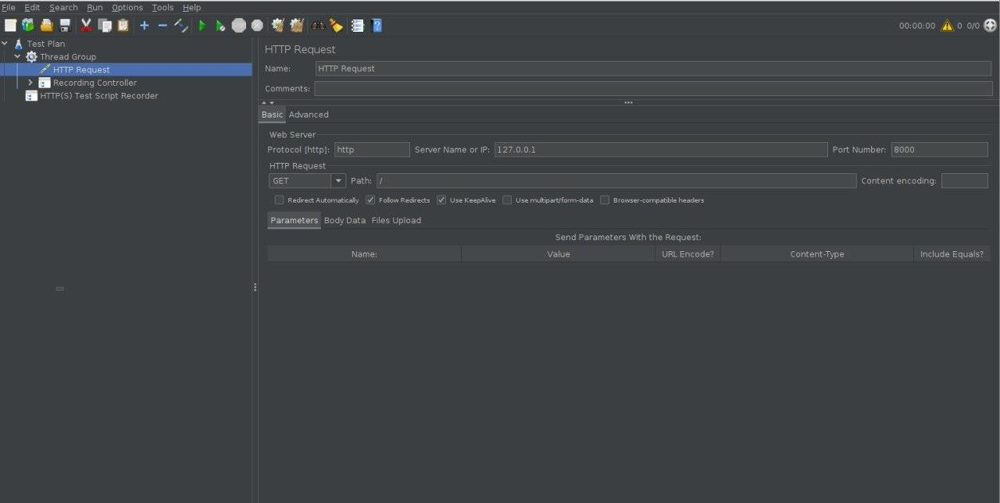 File Edit Search Run Options Tools Help
00:00:00 0 0/0
Test Plan
Thread Group
HTTP Request
Recording Controller
HTTP(S) Test Script Recorder
HTTP Request
Name: HTTP Request
Comments:
Basic Advanced
Web Server
Protocol [http]: http Server Name or IP: 127.0.0.1 Port Number: 8000
HTTP Request
GET Path: / Content encoding:
Redirect Automatically Follow Redirects Use KeepAlive Use multipart/form-data Browser-compatible headers
Parameters Body Data Files Upload
Send Parameters With the Request:
Name: Value URL Encode? Content-Type Include Equals?